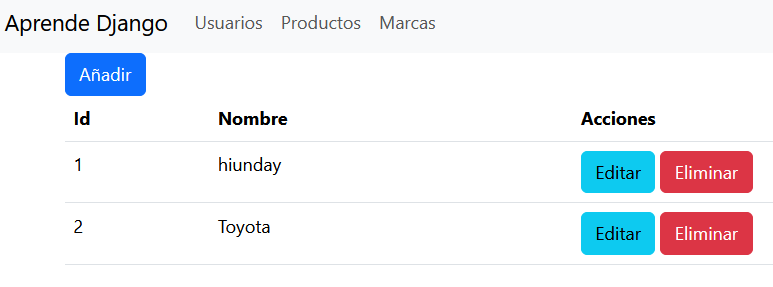 Aprende Django Usuarios Productos Marcas
Añadir
Id Nombre Acciones
1 hiunday Editar Eliminar
2 Toyota Editar Eliminar